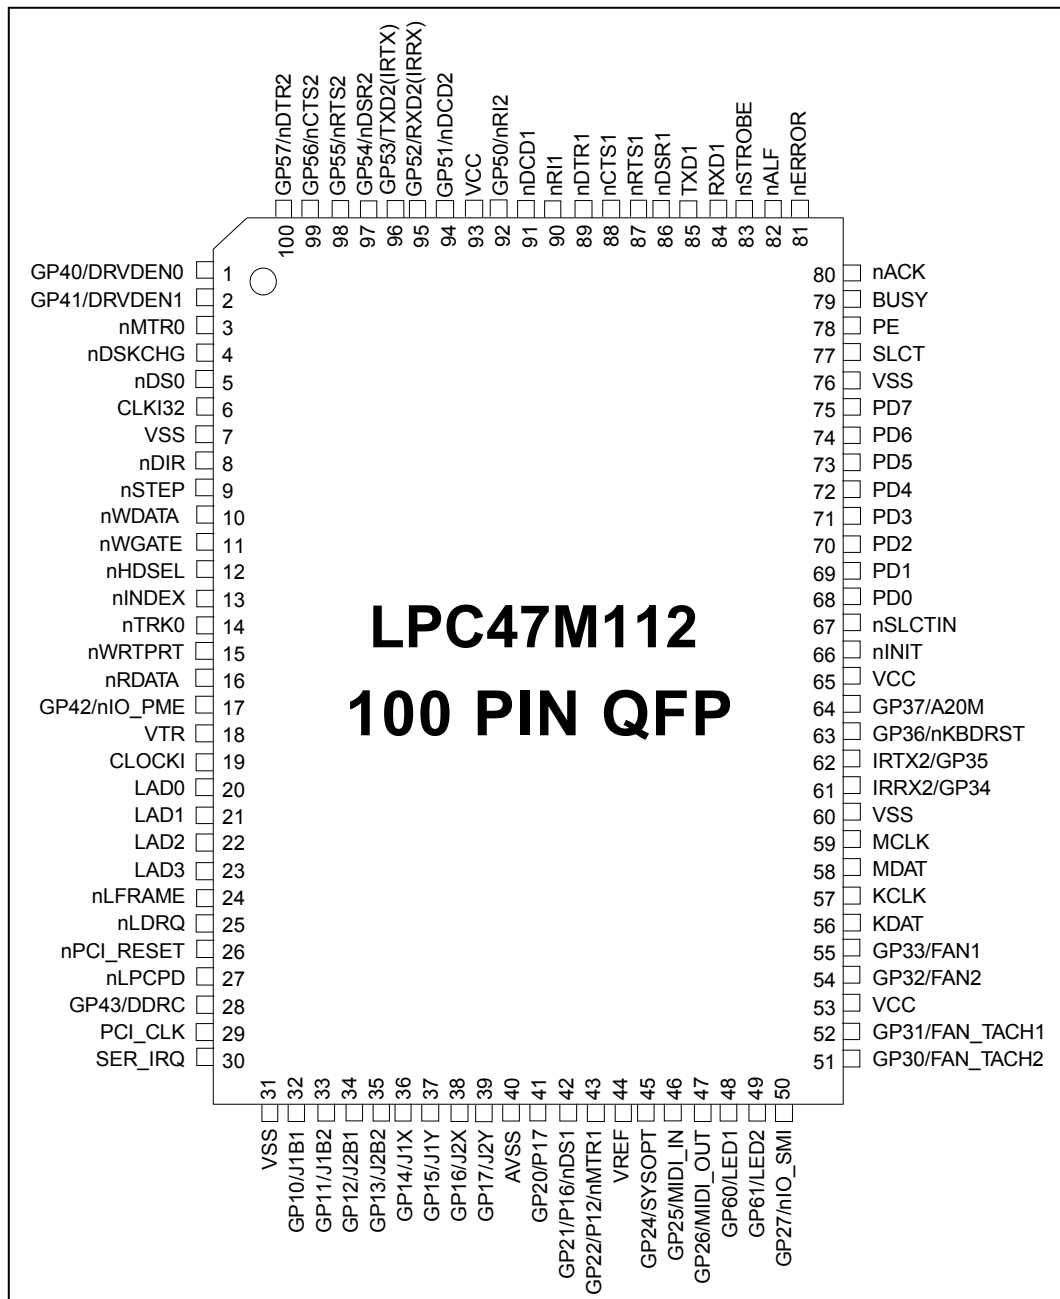 GP57/nDTR2
GP56/nCTS2
GP55/nRTS2
GP54/nDSR2
GP53/TXD2(IRTX)
GP52/RXD2(IRRX)
GP51/nDCD2
VCC
GP50/nRI2
nDCD1
nRI1
nDTR1
nCTS1
nRTS1
nDSR1
TXD1
RXD1
nSTROBE
nALF
nERROR
100
99
98
97
96
95
94
93
92
91
90
89
88
87
86
85
84
83
82
81
GP40/DRVDEN0 1
GP41/DRVDEN1 2
nMTR0 3
nDSKCHG 4
nDS0 5
CLKI32 6
VSS 7
nDIR 8
nSTEP 9
nWDATA 10
nWGATE 11
nHDSEL 12
nINDEX 13
nTRK0 14
nWRTPRT 15
nRDATA 16
GP42/nIO_PME 17
VTR 18
CLOCKI 19
LAD0 20
LAD1 21
LAD2 22
LAD3 23
nLFRAME 24
nLDRQ 25
nPCI_RESET 26
nLPCPD 27
GP43/DDRC 28
PCI_CLK 29
SER_IRQ 30
LPC47M112
100 PIN QFP
80 nACK
79 BUSY
78 PE
77 SLCT
76 VSS
75 PD7
74 PD6
73 PD5
72 PD4
71 PD3
70 PD2
69 PD1
68 PD0
67 nSLCTIN
66 nINIT
65 VCC
64 GP37/A20M
63 GP36/nKBDRST
62 IRTX2/GP35
61 IRRX2/GP34
60 VSS
59 MCLK
58 MDAT
57 KCLK
56 KDAT
55 GP33/FAN1
54 GP32/FAN2
53 VCC
52 GP31/FAN_TACH1
51 GP30/FAN_TACH2
31
32
33
34
35
36
37
38
39
40
41
42
43
44
45
46
47
48
49
50
VSS
GP10/J1B1
GP11/J1B2
GP12/J2B1
GP13/J2B2
GP14/J1X
GP15/J1Y
GP16/J2X
GP17/J2Y
AVSS
GP20/P17
GP21/P16/nDS1
GP22/P12/nMTR1
VREF
GP24/SYSOPT
GP25/MIDI_IN
GP26/MIDI_OUT
GP60/LED1
GP61/LED2
GP27/nIO_SMI